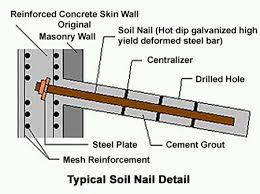 Reinforced Concrete Skin Wall
Original
Masonry Wall
Soil Nail (Hot dip galvanized high
yield deformed steel bar)
Centralizer
Drilled Hole
Steel Plate
Cement Grout
Mesh Reinforcement
Typical Soil Nail Detail